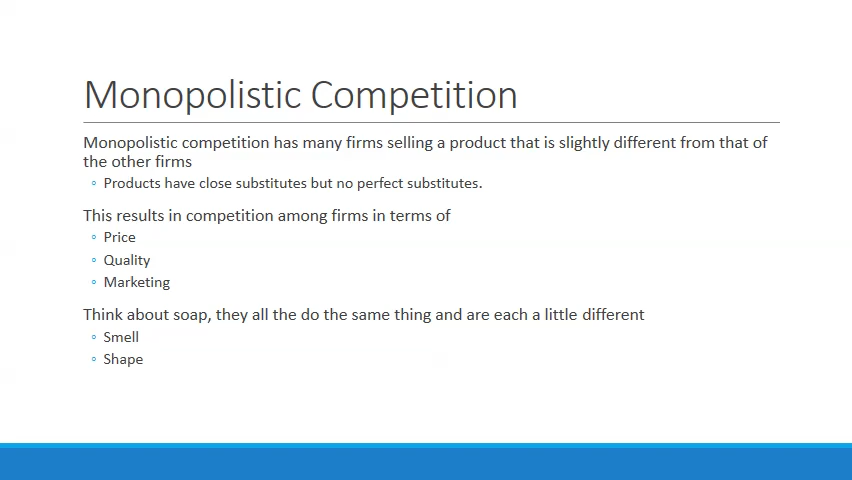 Monopolistic Competition
Monopolistic competition has many firms selling a product that is slightly different from that of
the other firms
◦ Products have close substitutes but no perfect substitutes.
This results in competition among firms in terms of
◦ Price
◦ Quality
◦ Marketing
Think about soap, they all the do the same thing and are each a little different
◦ Smell
◦ Shape